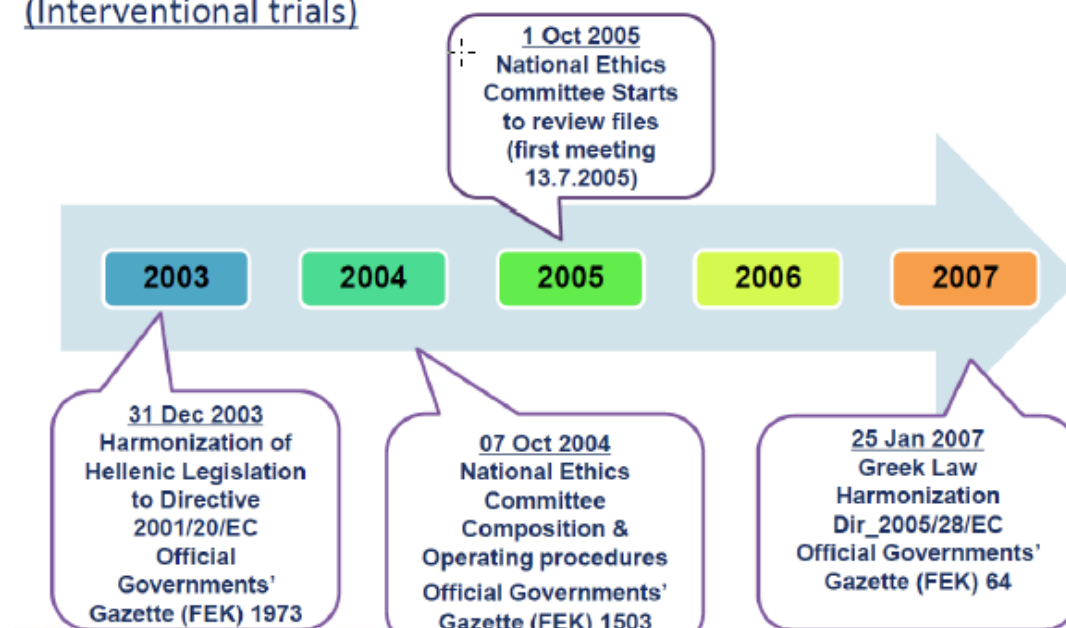 (Interventional trials)
1 Oct 2005
National Ethics
Committee Starts
to review files
(first meeting
13.7.2005)
2003
2004
2005
2006
2007
31 Dec 2003
Harmonization of
Hellenic Legislation
to Directive
2001/20/EC
Official
Governments'
Gazette (FEK) 1973
07 Oct 2004
National Ethics
Committee
Composition &
Operating procedures
Official Governments'
Gazette (FEK) 1503
25 Jan 2007
Greek Law
Harmonization
Dir_2005/28/EC
Official Governments'
Gazette (FEK) 64